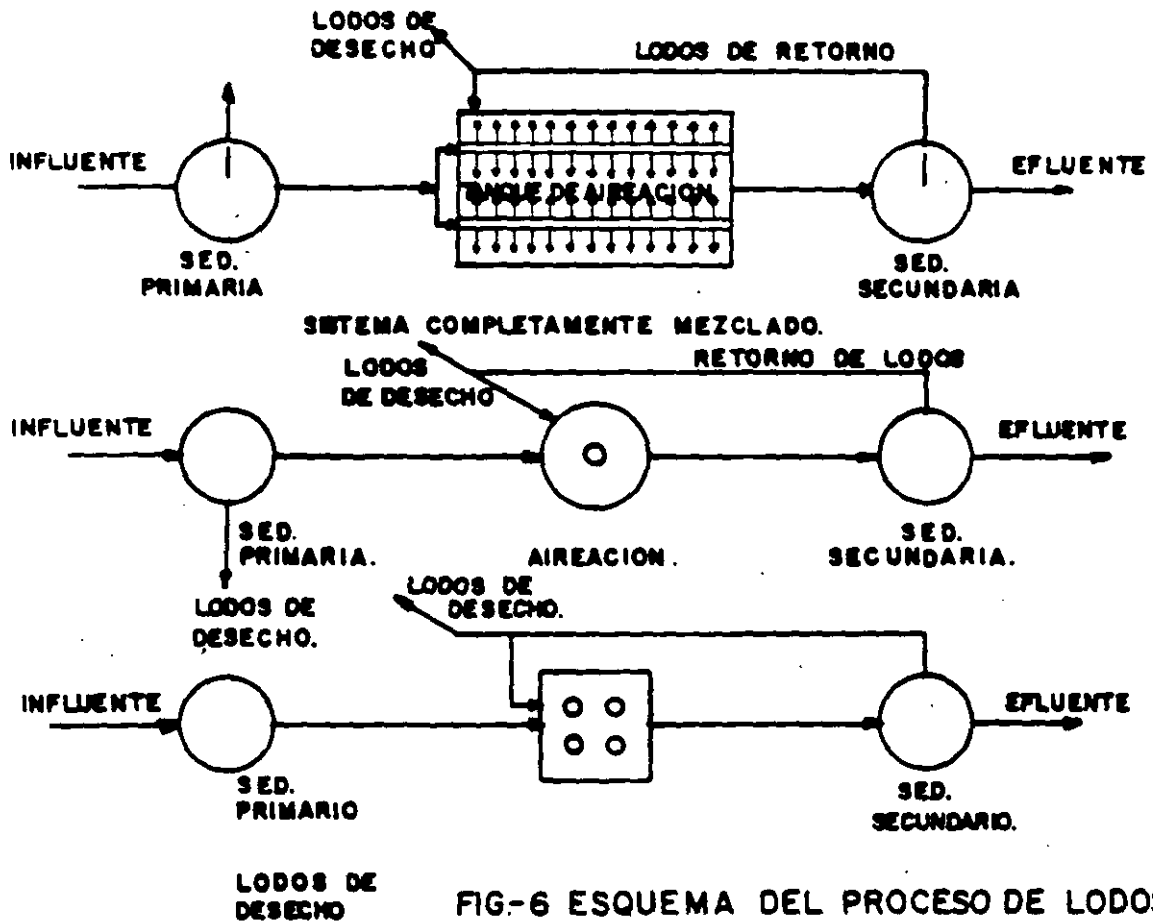 LODOS DE
DESECHO
LODOS DE RETORNO
INFLUENTE
EFLUENTE
TANQUE DE AIREACION
SED.
PRIMARIA
SED.
SECUNDARIA
SISTEMA COMPLETAMENTE MEZCLADO.
LODOS
DE DESECHO
RETORNO DE LODOS
INFLUENTE
EFLUENTE
SED.
PRIMARIA.
AIREACION.
SED.
SECUNDARIA.
LODOS DE
DESECHO.
LODOS DE
DESECHO.
INFLUENTE
EFLUENTE
SED.
PRIMARIO
SED.
SECUNDARIO.
LODOS DE
DESECHO
FIG.-6 ESQUEMA DEL PROCESO DE LODOS